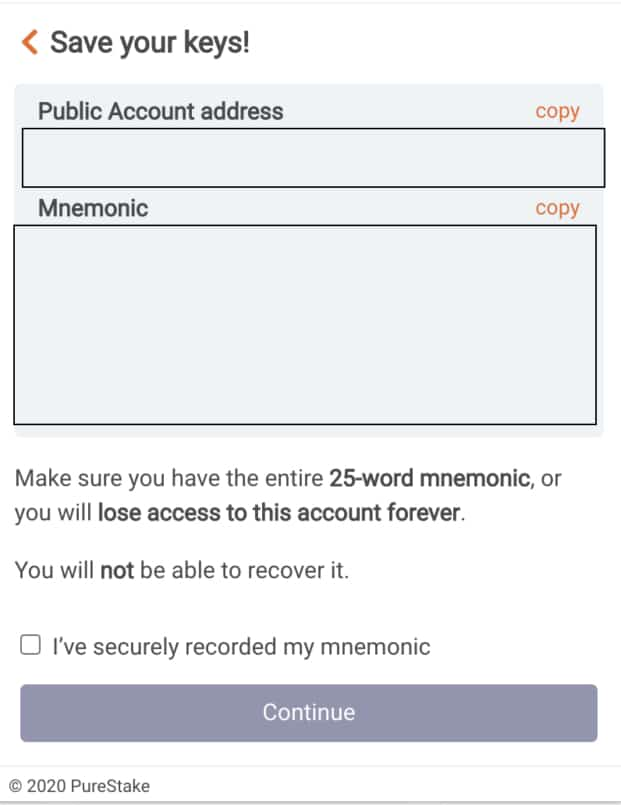 Save your keys!
Public Account address copy
Mnemonic copy
Make sure you have the entire 25-word mnemonic, or
you will lose access to this account forever.
You will not be able to recover it.
I’ve securely recorded my mnemonic
Continue
© 2020 PureStake